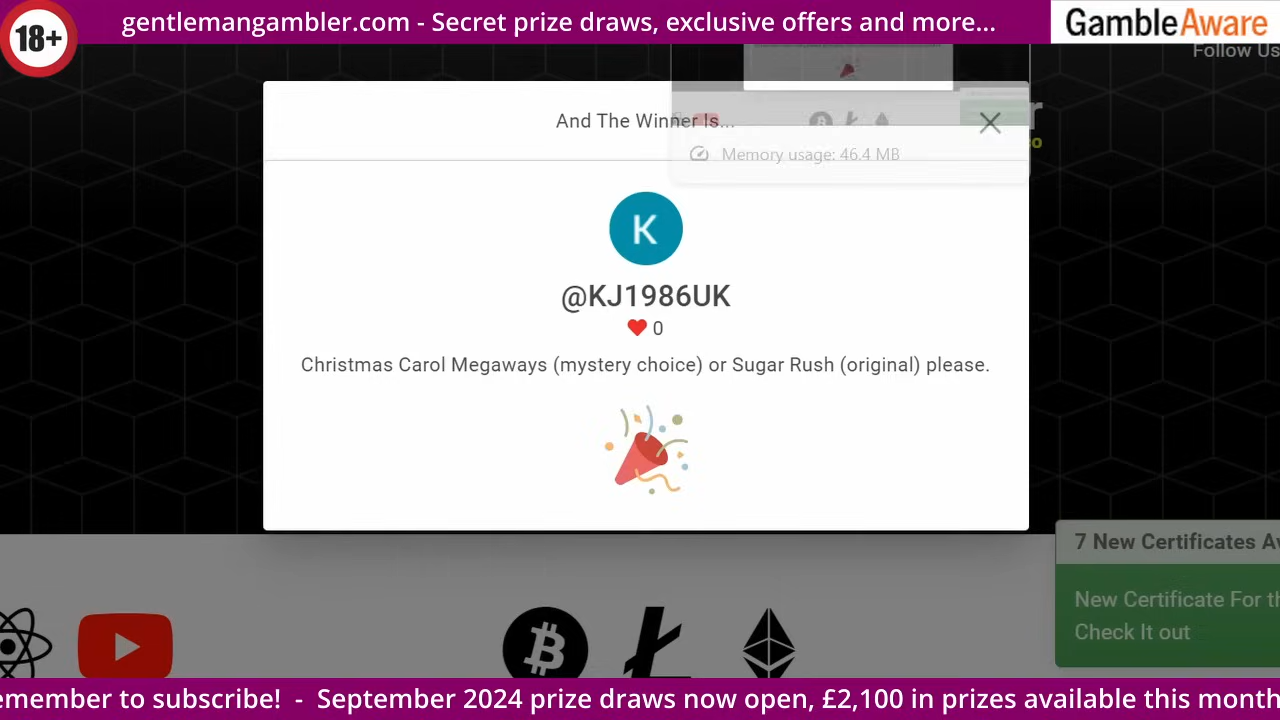 18+
gentlemangambler.com - Secret prize draws, exclusive offers and more...
GambleAware
Follow Us
And The Winner Is...
Memory usage: 46.4 MB
K
@KJ1986UK
0
Christmas Carol Megaways (mystery choice) or Sugar Rush (original) please.
7 New Certificates Av
New Certificate For th
Check It out
emember to subscribe! - September 2024 prize draws now open, £2,100 in prizes available this month